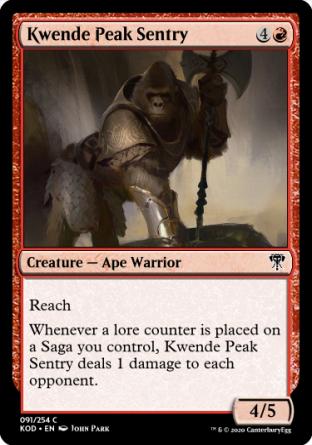 Kwende Peak Sentry 4
Creature — Ape Warrior
Reach
Whenever a lore counter is placed on
a Saga you control, Kwende Peak
Sentry deals 1 damage to each
opponent.
4/5
091/254 C
KOD • EN JOHN PARK
™ & © 2020 CanterburyEgg